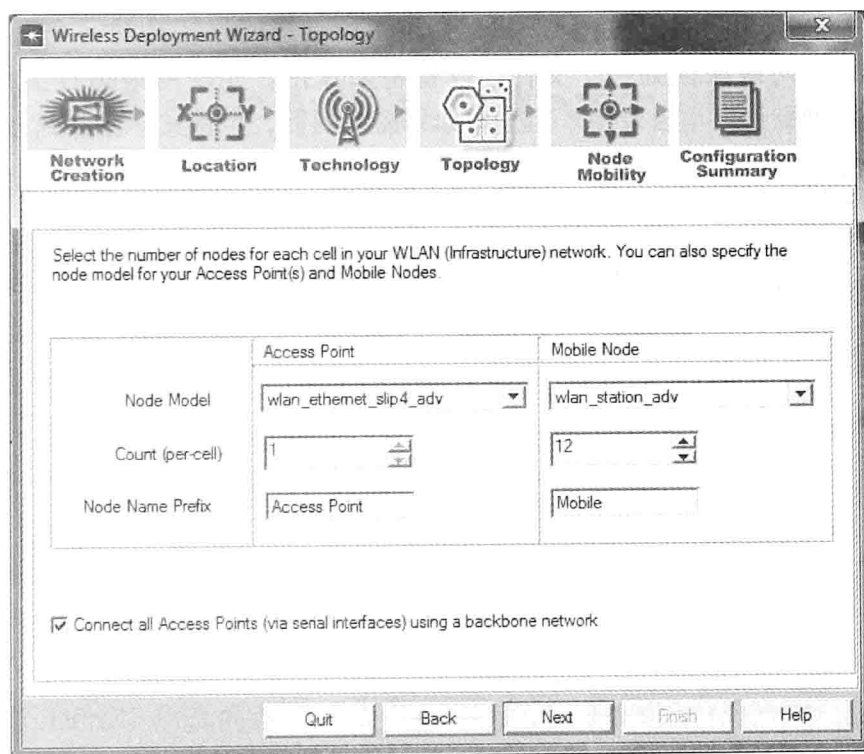 Wireless Deployment Wizard - Topology
X
X Y
Network Creation
Location
Technology
Topology
Node Mobility
Configuration Summary
Select the number of nodes for each cell in your WLAN (Infrastructure) network. You can also specify the
node model for your Access Point(s) and Mobile Nodes.
Access Point Mobile Node
Node Model wlan_ethernet_slip4_adv wlan_station_adv
Count (per-cell) 1 12
Node Name Prefix Access Point Mobile
Connect all Access Points (via serial interfaces) using a backbone network
Quit Back Next Finish Help